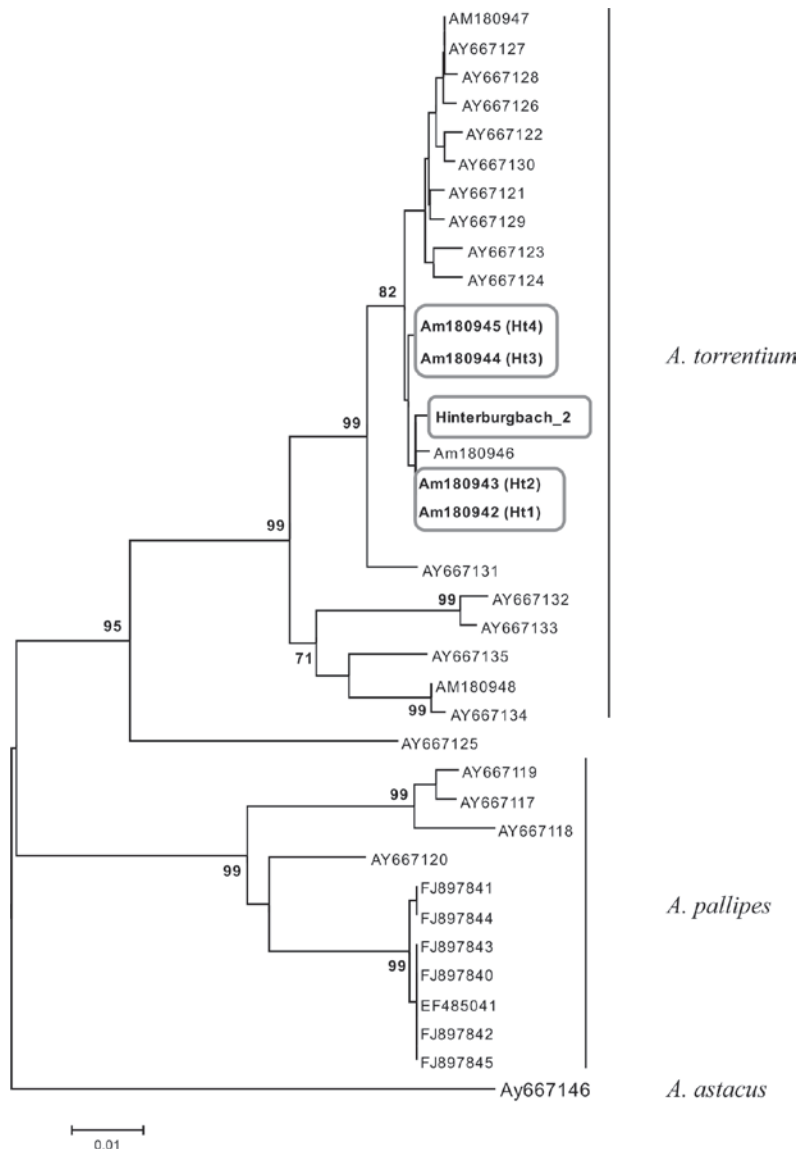 AM180947
AY667127
AY667128
AY667126
AY667122
AY667130
AY667121
AY667129
AY667123
AY667124
82
Am180945 (Ht4)
Am180944 (Ht3)
A. torrentium
Hinterburgbach_2
99
Am180946
Am180943 (Ht2)
Am180942 (Ht1)
99
AY667131
99
AY667132
95
AY667133
71
AY667135
AM180948
99
AY667134
AY667125
AY667119
99
AY667117
AY667118
99
AY667120
FJ897841
A. pallipes
FJ897844
FJ897843
99
FJ897840
EF485041
FJ897842
FJ897845
Ay667146
A. astacus
0.01